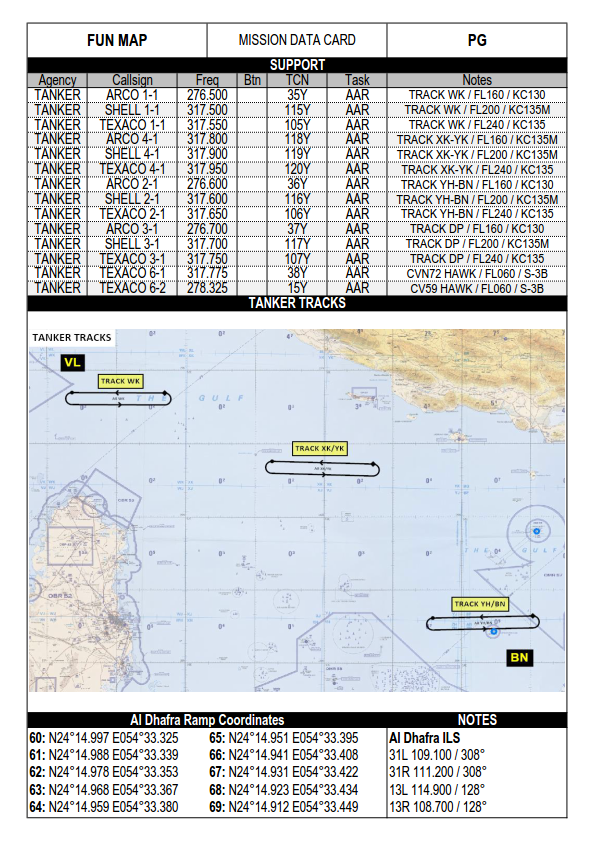 FUN MAP MISSION DATA CARD PG
SUPPORT
Agency Callsign Freq Btn TCN Task Notes
TANKER ARCO 1-1 276.500 35Y AAR TRACK WK / FL160 / KC130
TANKER SHELL 1-1 317.500 115Y AAR TRACK WK / FL200 / KC135M
TANKER TEXACO 1-1 317.550 105Y AAR TRACK WK / FL240 / KC135
TANKER ARCO 4-1 317.800 118Y AAR TRACK XK-YK / FL160 / KC135M
TANKER SHELL 4-1 317.900 119Y AAR TRACK XK-YK / FL200 / KC135M
TANKER TEXACO 4-1 317.950 120Y AAR TRACK XK-YK / FL240 / KC135
TANKER ARCO 2-1 276.600 36Y AAR TRACK YH-BN / FL160 / KC130
TANKER SHELL 2-1 317.600 116Y AAR TRACK YH-BN / FL200 / KC135M
TANKER TEXACO 2-1 317.650 106Y AAR TRACK YH-BN / FL240 / KC135
TANKER ARCO 3-1 276.700 37Y AAR TRACK DP / FL160 / KC130
TANKER SHELL 3-1 317.700 117Y AAR TRACK DP / FL200 / KC135M
TANKER TEXACO 3-1 317.750 107Y AAR TRACK DP / FL240 / KC135
TANKER TEXACO 6-1 317.775 38Y AAR CVN72 HAWK / FL060 / S-3B
TANKER TEXACO 6-2 278.325 15Y AAR CV59 HAWK / FL060 / S-3B
TANKER TRACKS
TANKER TRACKS
VL
TRACK WK
AR WK
THE GULF
TRACK XK/YK
THE GULF
TRACK YH/BN
BN
Al Dhafra Ramp Coordinates NOTES
60: N24°14.997 E054°33.325 65: N24°14.951 E054°33.395 Al Dhafra ILS
61: N24°14.988 E054°33.339 66: N24°14.941 E054°33.408 31L 109.100 / 308°
62: N24°14.978 E054°33.353 67: N24°14.931 E054°33.422 31R 111.200 / 308°
63: N24°14.968 E054°33.367 68: N24°14.923 E054°33.434 13L 114.900 / 128°
64: N24°14.959 E054°33.380 69: N24°14.912 E054°33.449 13R 108.700 / 128°